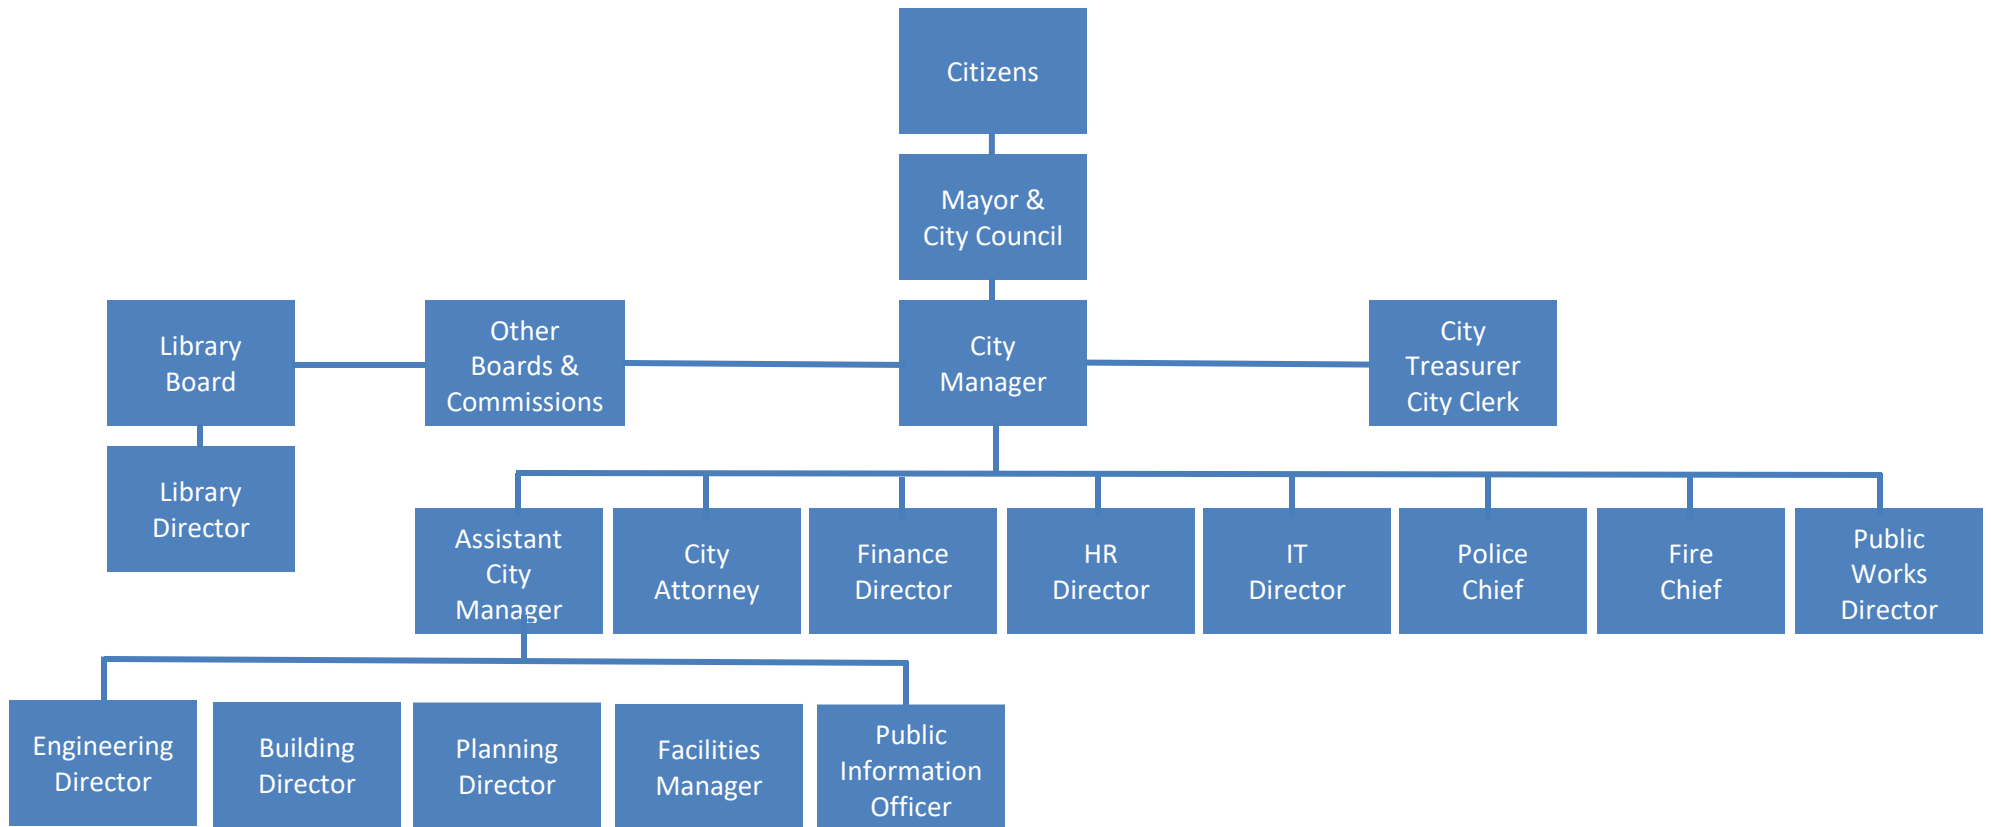 Citizens
Mayor &
City Council
Library
Board
Other
Boards &
Commissions
City
Manager
City
Treasurer
City Clerk
Library
Director
Assistant
City
Manager
City
Attorney
Finance
Director
HR
Director
IT
Director
Police
Chief
Fire
Chief
Public
Works
Director
Engineering
Director
Building
Director
Planning
Director
Facilities
Manager
Public
Information
Officer